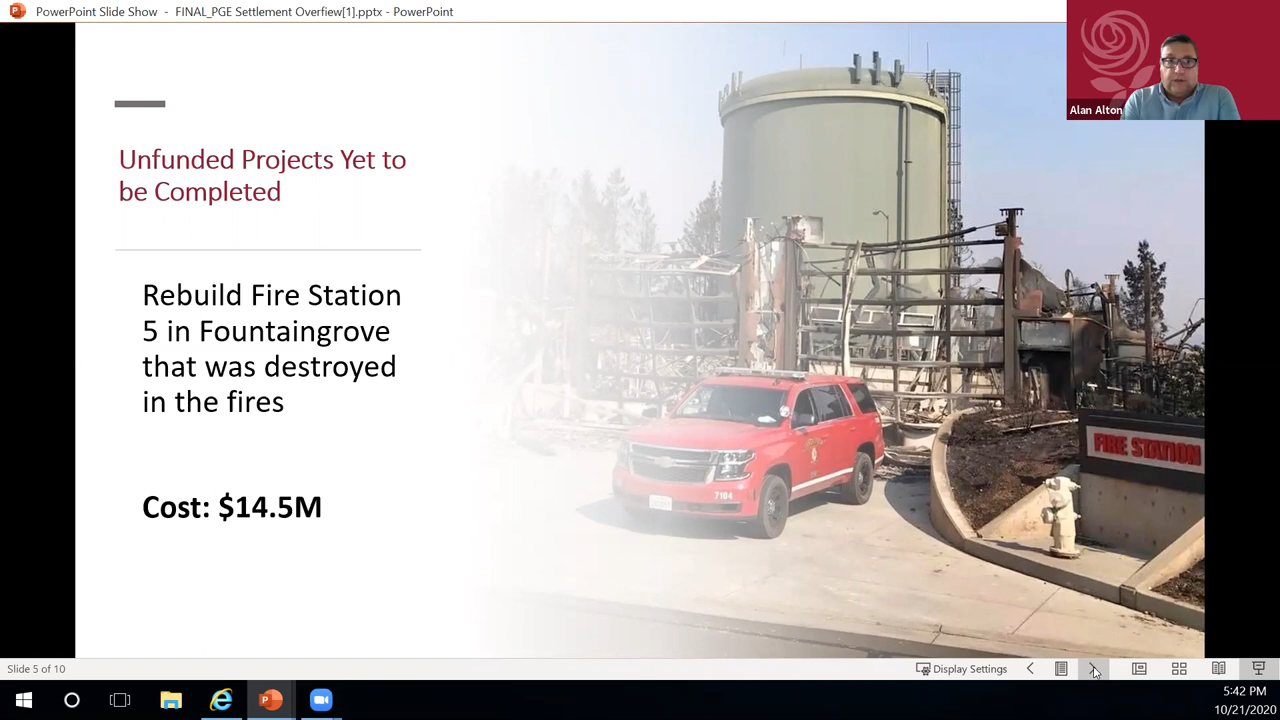 PowerPoint Slide Show - FINAL_PGE Settlement Overfiew[1].pptx - PowerPoint
Alan Alton
Unfunded Projects Yet to
be Completed
Rebuild Fire Station
5 in Fountaingrove
that was destroyed
in the fires
Cost: $14.5M
7104
FIRE STATION
Slide 5 of 10
Display Settings
5:42 PM
10/21/2020